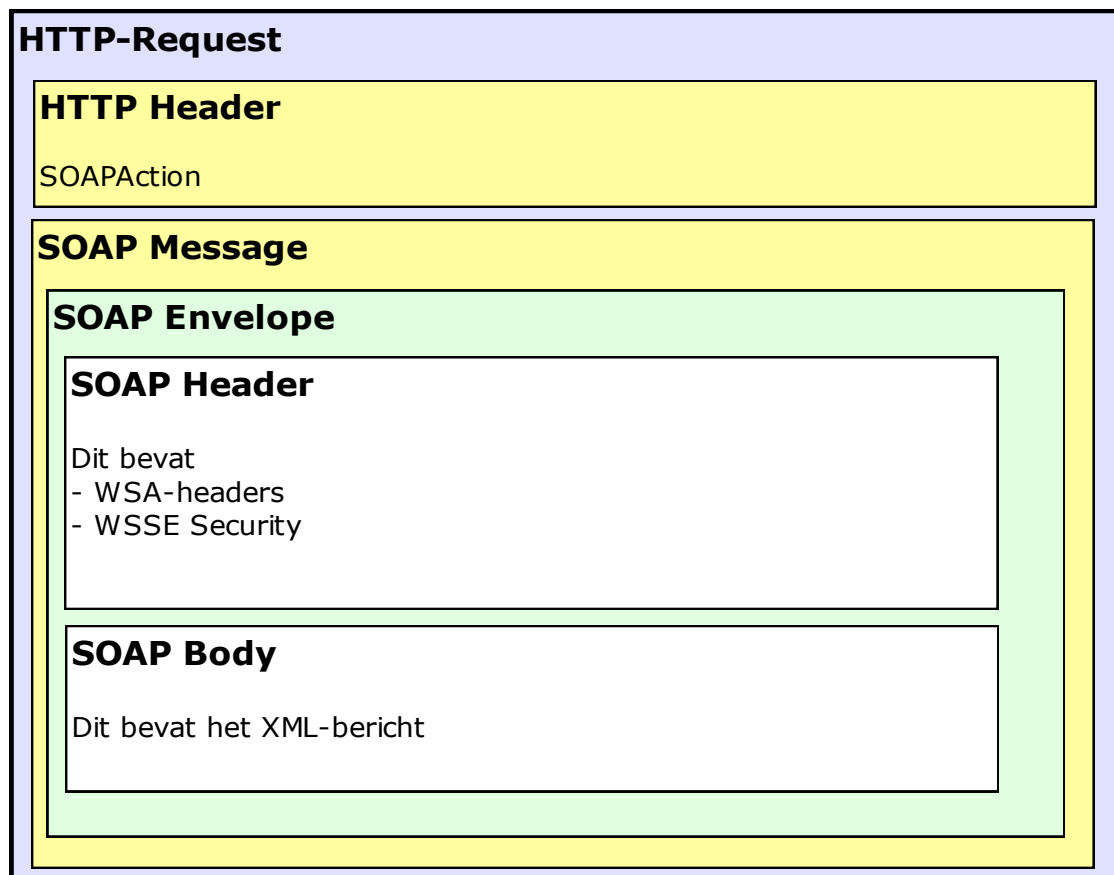 HTTP-Request
HTTP Header
SOAPAction
SOAP Message
SOAP Envelope
SOAP Header
Dit bevat
- WSA-headers
- WSSE Security
SOAP Body
Dit bevat het XML-bericht